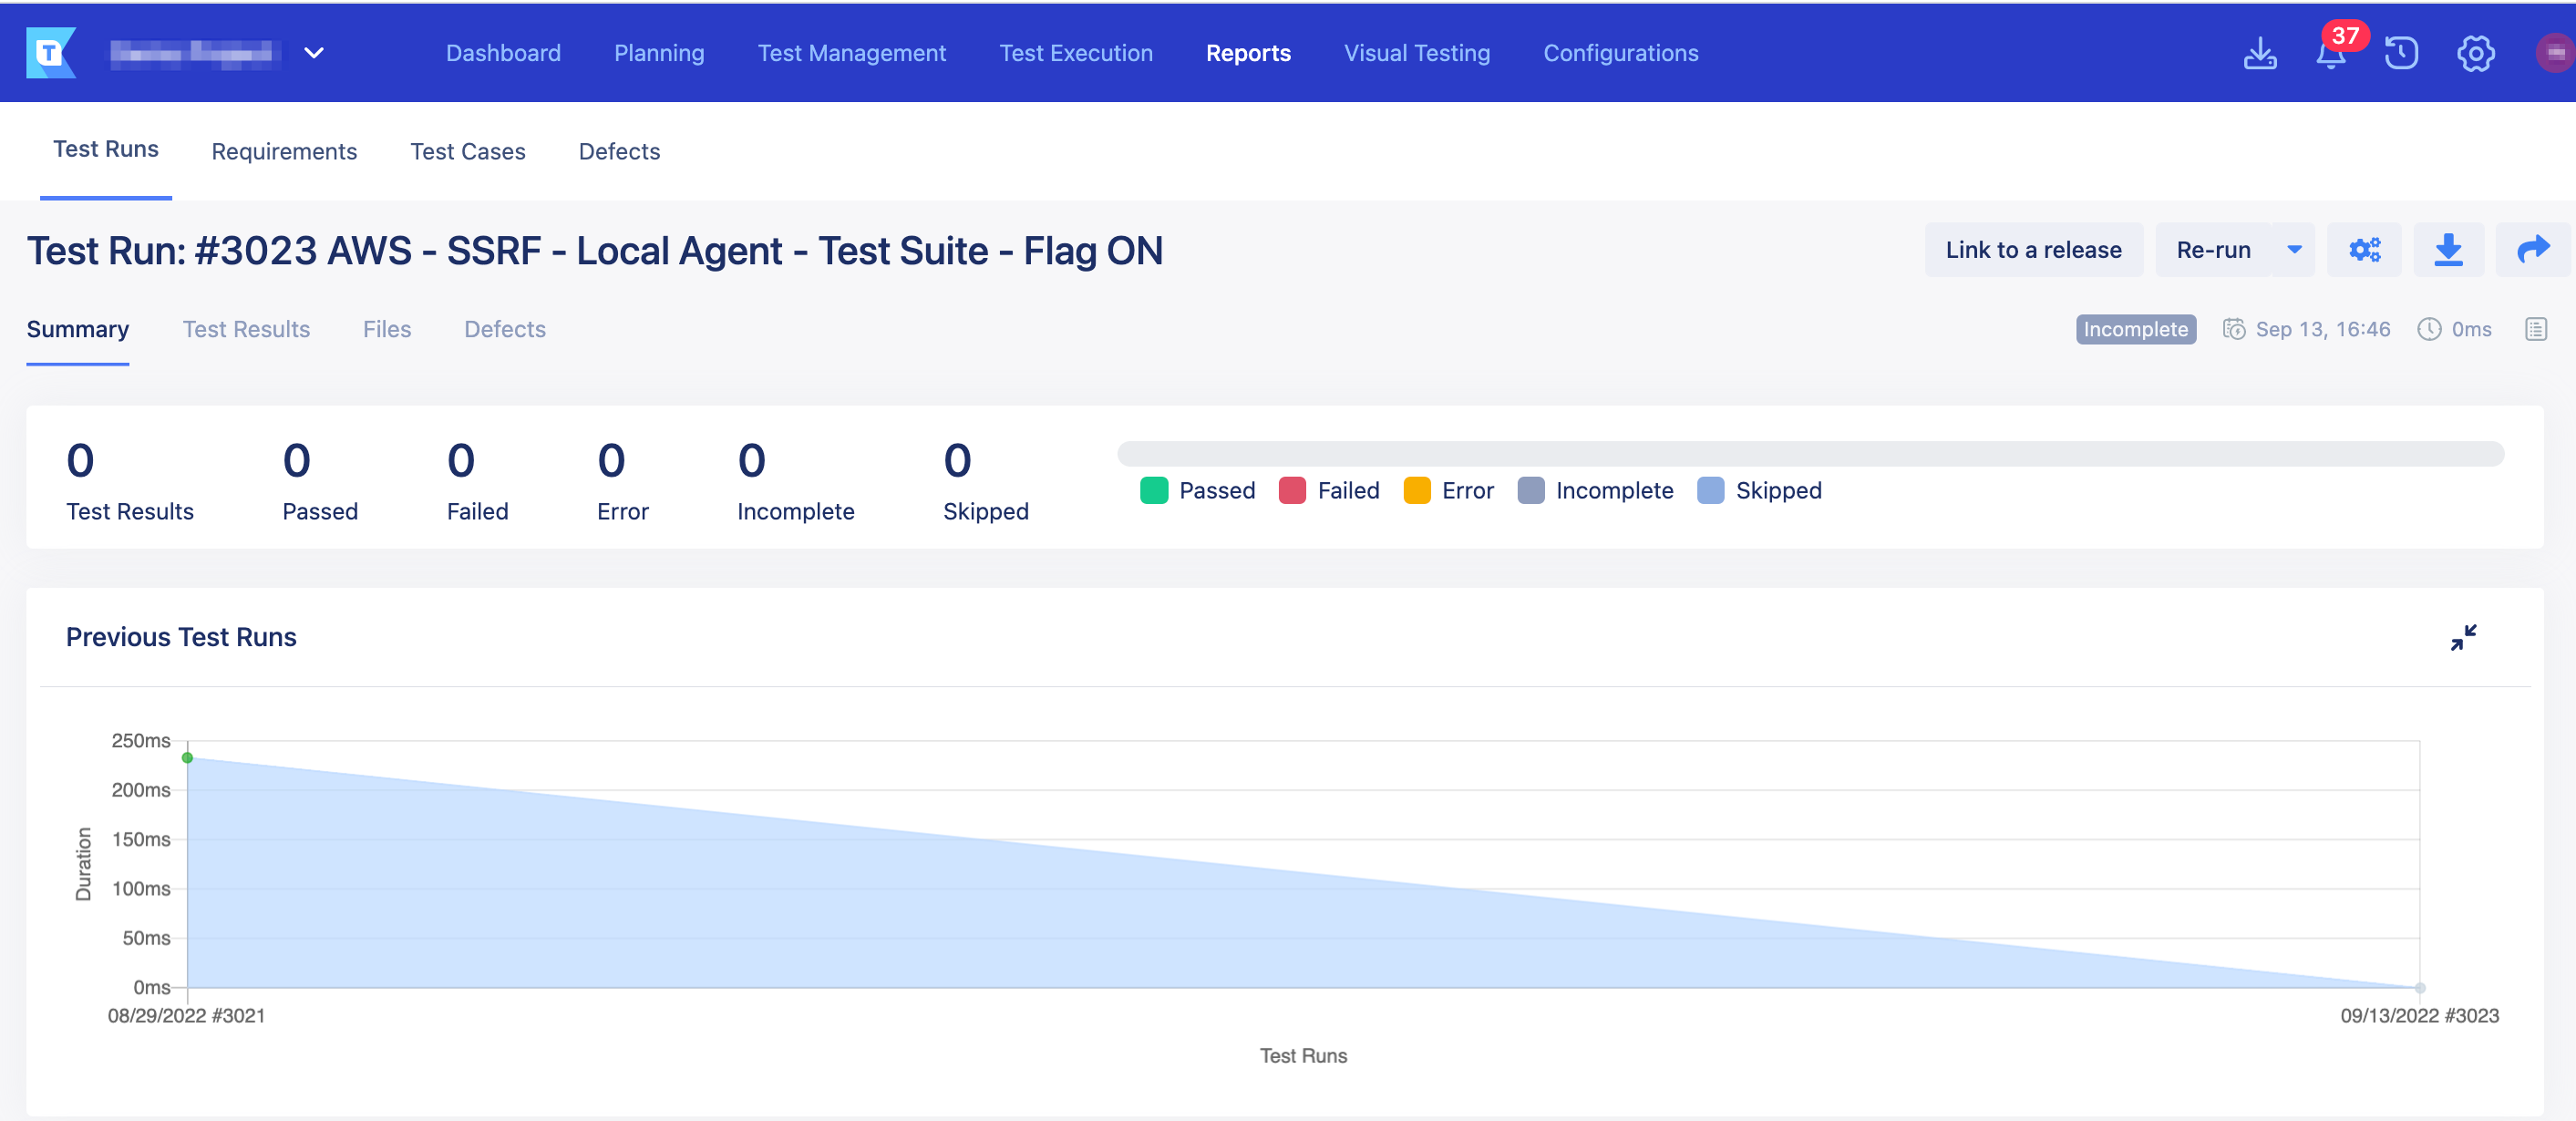 T
Dashboard Planning Test Management Test Execution Reports Visual Testing Configurations 37
Test Runs Requirements Test Cases Defects
Test Run: #3023 AWS - SSRF - Local Agent - Test Suite - Flag ON
Link to a release Re-run
Summary Test Results Files Defects
Incomplete Sep 13, 16:46 0ms
0 0 0 0 0 0
Test Results Passed Failed Error Incomplete Skipped
Passed Failed Error Incomplete Skipped
Previous Test Runs
250ms
200ms
150ms
100ms
50ms
0ms
Duration
08/29/2022 #3021 09/13/2022 #3023
Test Runs